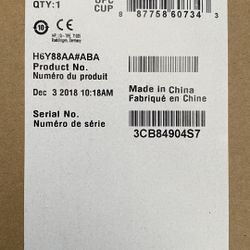 QTY:1
UPC
CUP
8 87758 60734 3
H6Y88AA#ABA
Product No.
Numéro du produit
Dec 3 2018 10:18AM
Made in China
Fabriqué en Chine
Serial No.
Numéro de série
3CB84904S7